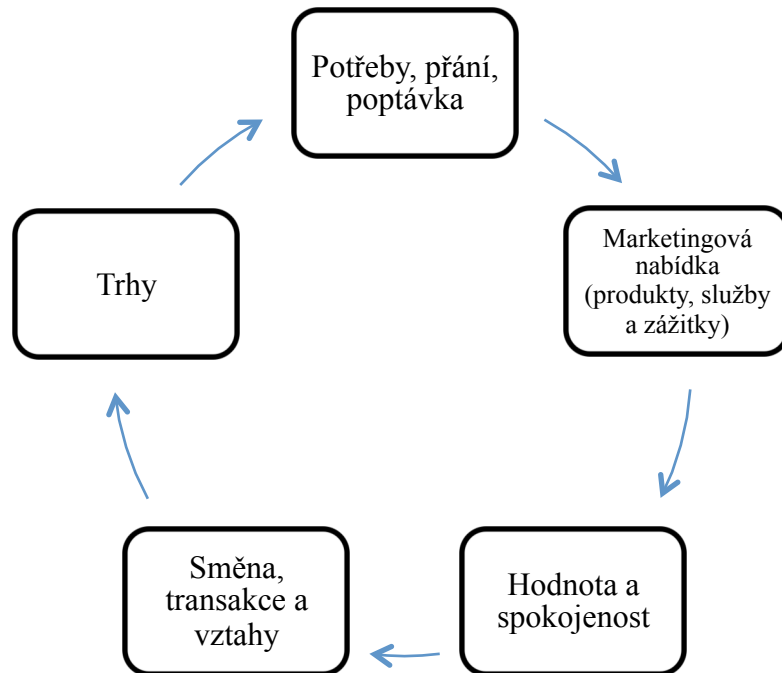 Potřeby, přání,
poptávka
Marketingová
nabídka
(produkty, služby
a zážitky)
Hodnota a
spokojenost
Směna,
transakce a
vztahy
Trhy